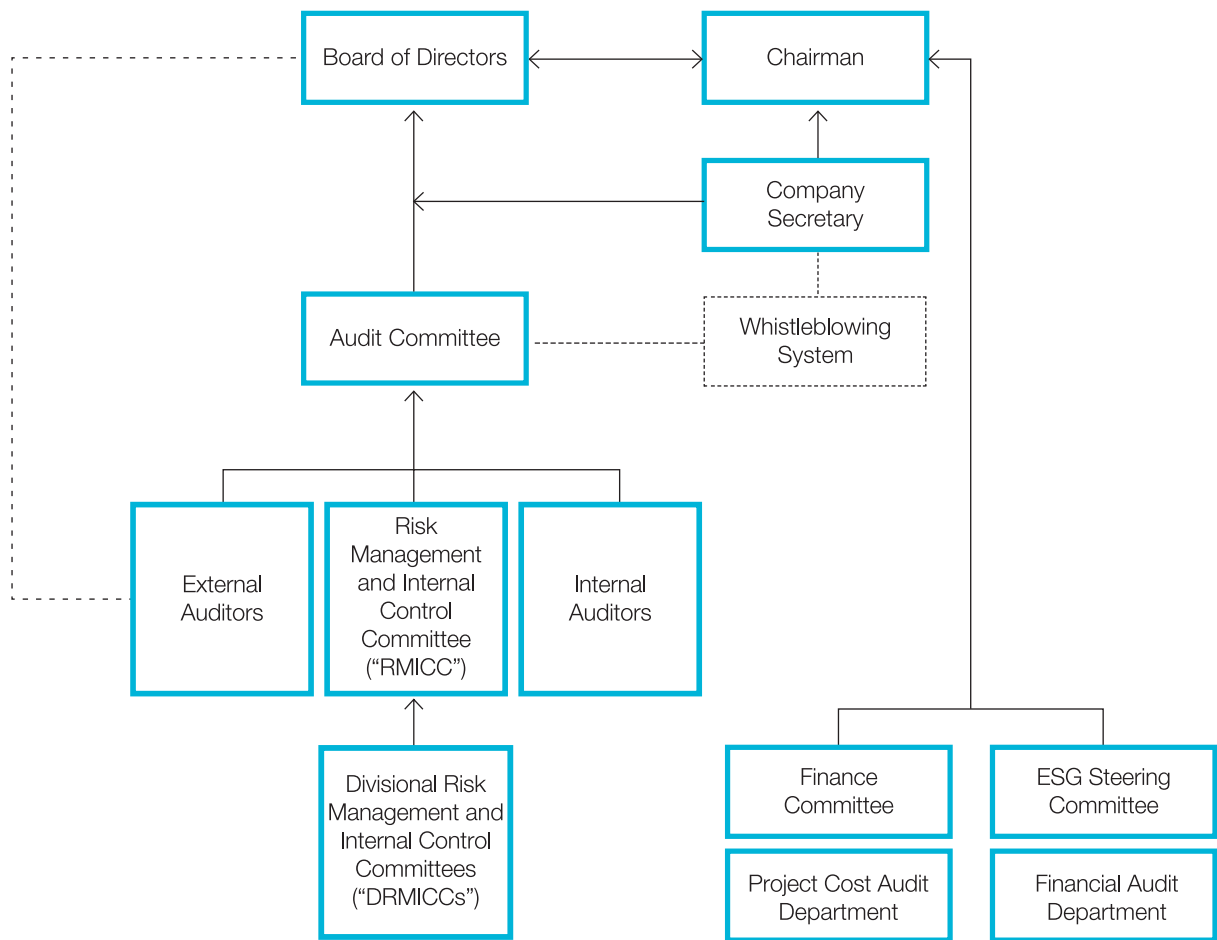 Board of Directors
Chairman
Company
Secretary
Audit Committee
Whistleblowing
System
External
Auditors
Risk
Management
and Internal
Control
Committee
(“RMICC”)
Internal
Auditors
Divisional Risk
Management and
Internal Control
Committees
(“DRMICCs”)
Finance
Committee
ESG Steering
Committee
Project Cost Audit
Department
Financial Audit
Department